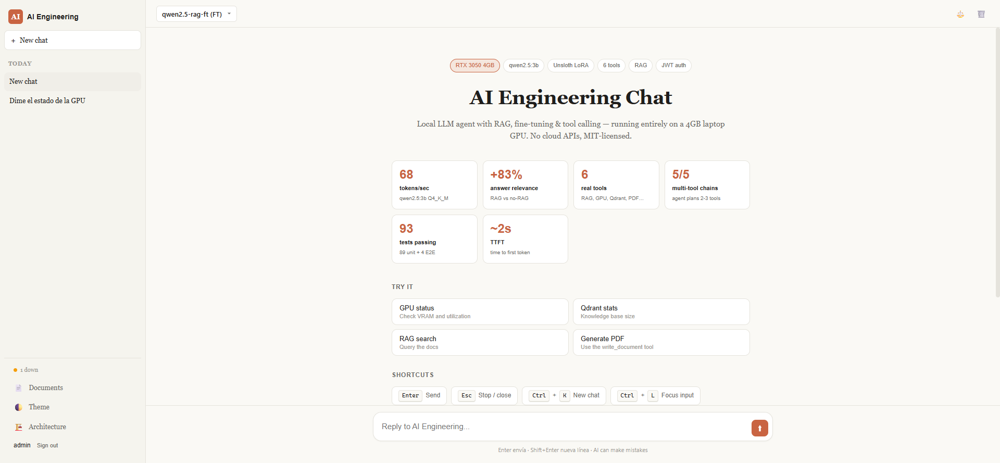 AI AI Engineering
+ New chat
TODAY
New chat
Dime el estado de la GPU
1 down
Documents
Theme
Architecture
admin Sign out
qwen2.5-rag-ft (FT)
RTX 3050 4GB qwen2.5:3b Unsloth LoRA 6 tools RAG JWT auth
AI Engineering Chat
Local LLM agent with RAG, fine-tuning & tool calling — running entirely on a 4GB laptop
GPU. No cloud APIs, MIT-licensed.
68
tokens/sec
qwen2.5:3b Q4_K_M
+83%
answer relevance
RAG vs no-RAG
6
real tools
RAG, GPU, Qdrant, PDF...
5/5
multi-tool chains
agent plans 2-3 tools
93
tests passing
89 unit + 4 E2E
~2s
TTFT
time to first token
TRY IT
GPU status
Check VRAM and utilization
Qdrant stats
Knowledge base size
RAG search
Query the docs
Generate PDF
Use the write_document tool
SHORTCUTS
Enter Send Esc Stop / close Ctrl + K New chat Ctrl + L Focus input
Reply to AI Engineering...
Enter envía · Shift+Enter nueva línea · AI can make mistakes